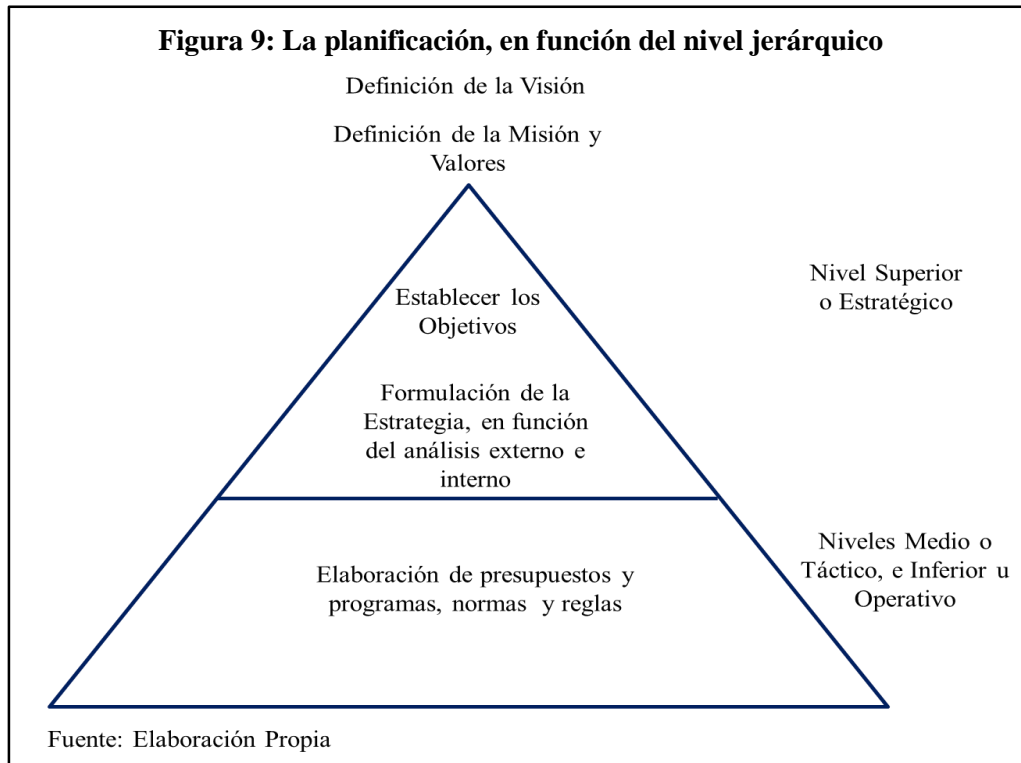 Figura 9: La planificación, en función del nivel jerárquico
Definición de la Visión
Definición de la Misión y
Valores
Establecer los
Objetivos
Nivel Superior
o Estratégico
Formulación de la
Estrategia, en función
del análisis externo e
interno
Elaboración de presupuestos y
programas, normas y reglas
Niveles Medio o
Táctico, e Inferior u
Operativo
Fuente: Elaboración Propia